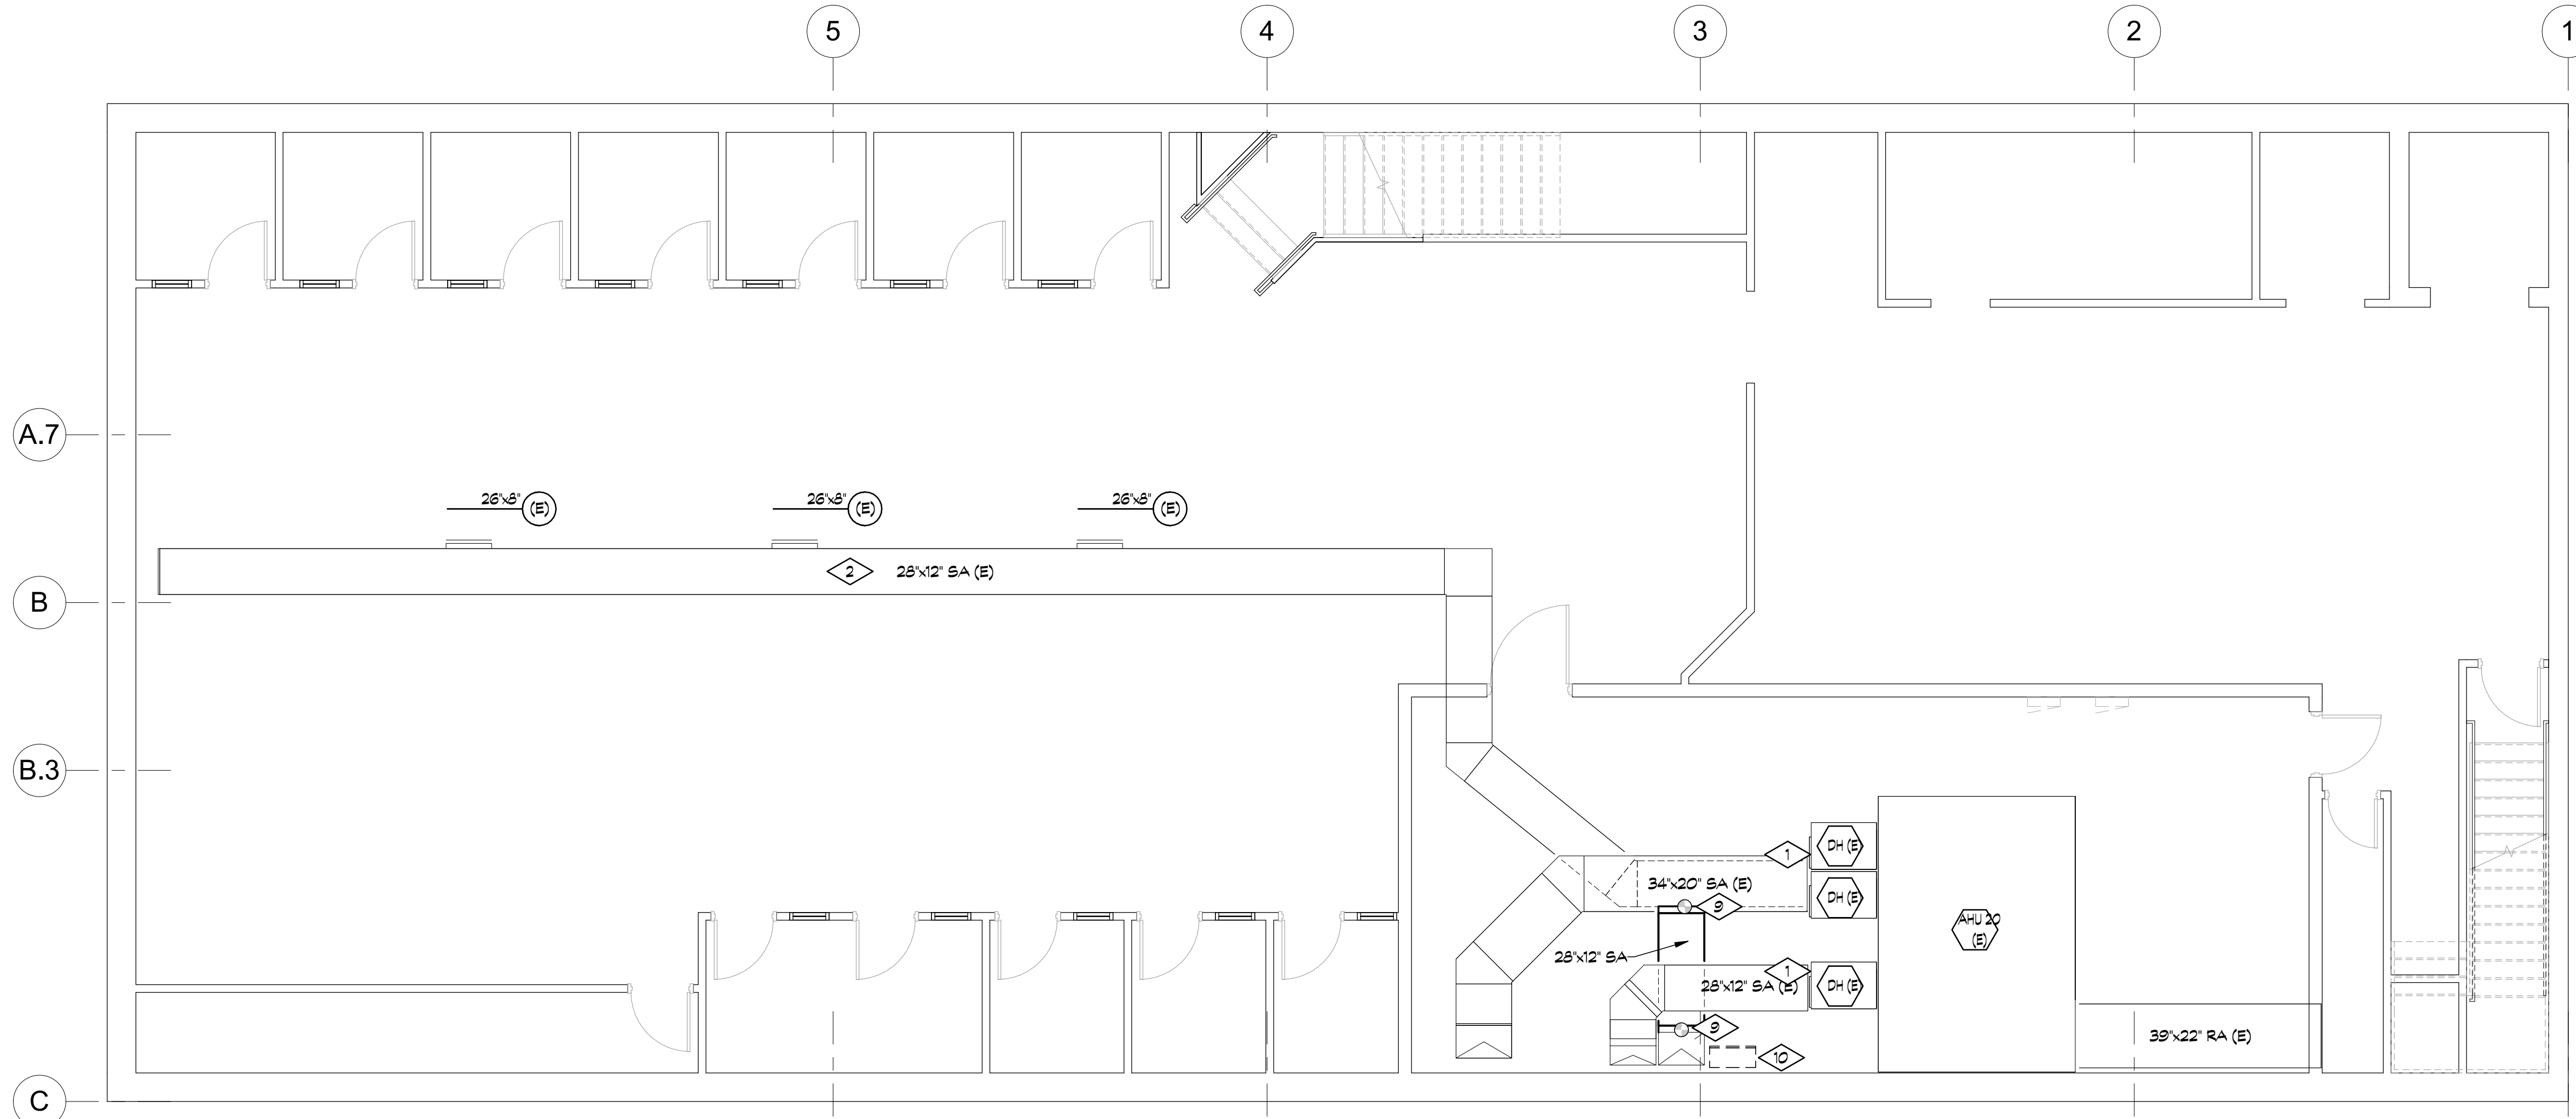 5
4
3
2
1
A.7
26"x8" (E)
26"x8" (E)
26"x8" (E)
2
28"x12" SA (E)
B
B.3
1
DH (E)
34"x20" SA (E)
DH (E)
9
AHU 20
(E)
28"x12" SA
1
28"x12" SA (E)
DH (E)
9
39"x22" RA (E)
10
C